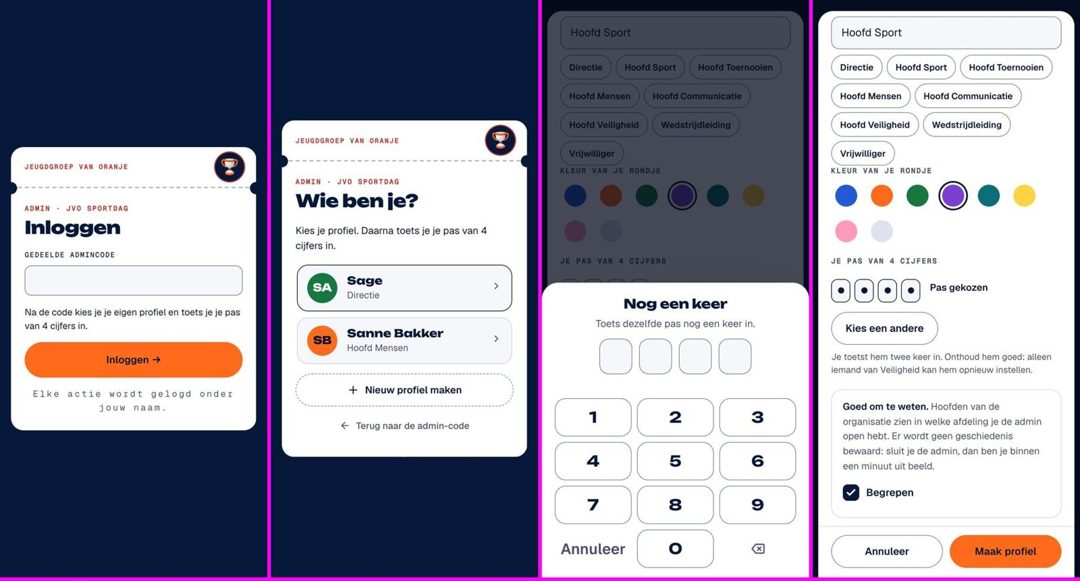 JEUGDGROEP VAN ORANJE
ADMIN · JVO SPORTDAG
Inloggen
GEDEELDE ADMINCODE
Na de code kies je je eigen profiel en toets je je pas
van 4 cijfers in.
Inloggen →
Elke actie wordt gelogd onder
jouw naam.
JEUGDGROEP VAN ORANJE
ADMIN · JVO SPORTDAG
Wie ben je?
Kies je profiel. Daarna toets je je pas van 4
cijfers in.
SA
Sage
Directie
SB
Sanne Bakker
Hoofd Mensen
+ Nieuw profiel maken
← Terug naar de admin-code
Hoofd Sport
Directie
Hoofd Sport
Hoofd Toernooien
Hoofd Mensen
Hoofd Communicatie
Hoofd Veiligheid
Wedstrijdleiding
Vrijwilliger
KLEUR VAN JE RONDJE
JE PAS VAN 4 CIJFERS
Nog een keer
Toets dezelfde pas nog een keer in.
1 2 3
4 5 6
7 8 9
Annuleer 0
Hoofd Sport
Directie
Hoofd Sport
Hoofd Toernooien
Hoofd Mensen
Hoofd Communicatie
Hoofd Veiligheid
Wedstrijdleiding
Vrijwilliger
KLEUR VAN JE RONDJE
JE PAS VAN 4 CIJFERS
Pas gekozen
Kies een andere
Je toetst hem twee keer in. Onthoud hem goed: alleen
iemand van Veiligheid kan hem opnieuw instellen.
Goed om te weten. Hoofden van de
organisatie zien in welke afdeling je de admin
open hebt. Er wordt geen geschiedenis
bewaard: sluit je de admin, dan ben je binnen
een minuut uit beeld.
Begrepen
Annuleer
Maak profiel